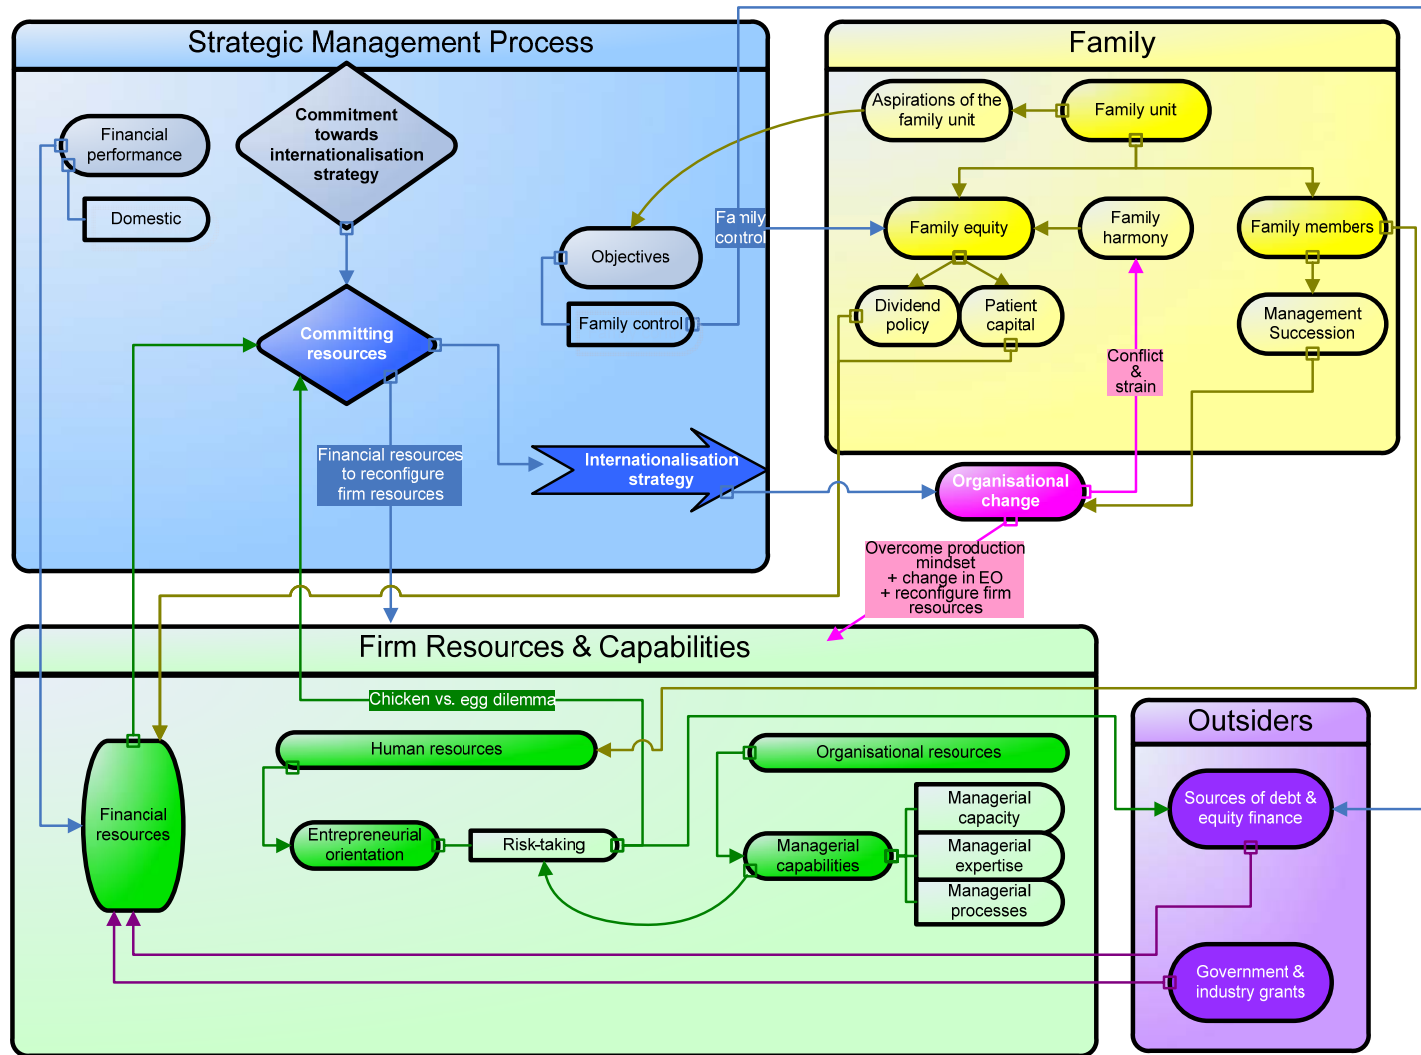 Strategic Management Process
Commitment
towards
internationalisation
strategy
Financial
performance
Domestic
Objectives
Family control
Family
control
Committing
resources
Financial resources
to reconfigure
firm resources
Internationalisation
strategy
Family
Aspirations of the
family unit
Family unit
Family equity
Family
harmony
Family members
Dividend
policy
Patient
capital
Management
Succession
Conflict
&
strain
Organisational
change
Overcome production
mindset
+ change in EO
+ reconfigure firm
resources
Firm Resources & Capabilities
Chicken vs. egg dilemma
Human resources
Organisational resources
Financial
resources
Entrepreneurial
orientation
Risk-taking
Managerial
capabilities
Managerial
capacity
Managerial
expertise
Managerial
processes
Outsiders
Sources of debt &
equity finance
Government &
industry grants